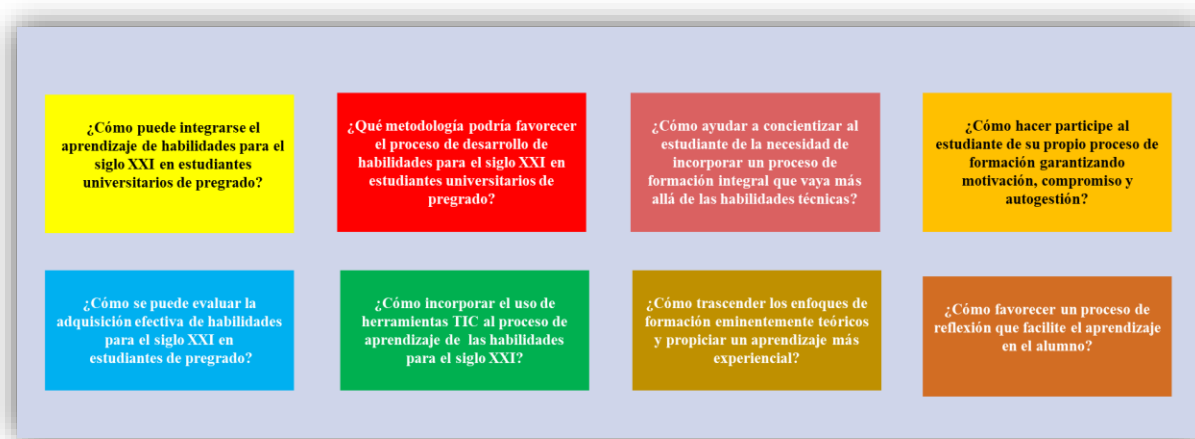 ¿Cómo puede integrarse el
aprendizaje de habilidades para el
siglo XXI en estudiantes
universitarios de pregrado?
¿Qué metodología podría favorecer
el proceso de desarrollo de
habilidades para el siglo XXI en
estudiantes universitarios de
pregrado?
¿Cómo ayudar a concientizar al
estudiante de la necesidad de
incorporar un proceso de
formación integral que vaya más
allá de las habilidades técnicas?
¿Cómo hacer participe al
estudiante de su propio proceso de
formación garantizando
motivación, compromiso y
autogestión?
¿Cómo se puede evaluar la
adquisición efectiva de habilidades
para el siglo XXI en
estudiantes de pregrado?
¿Cómo incorporar el uso de
herramientas TIC al proceso de
aprendizaje de las habilidades
para el siglo XXI?
¿Cómo trascender los enfoques de
formación eminentemente teóricos
y propiciar un aprendizaje más
experiencial?
¿Cómo favorecer un proceso de
reflexión que facilite el aprendizaje
en el alumno?